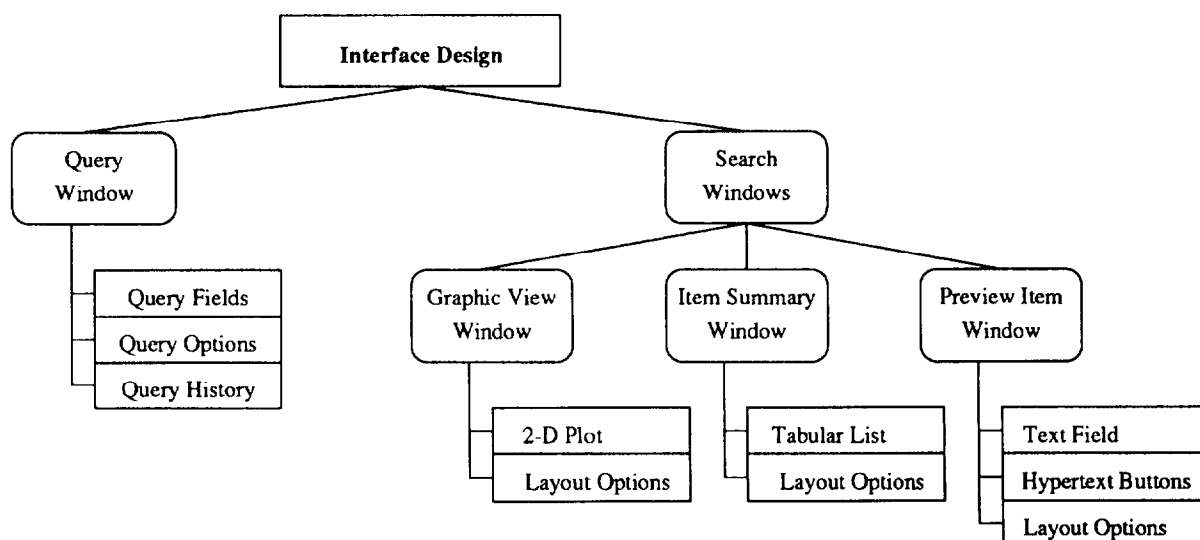 Interface Design
Query
Window
Search
Windows
Query Fields
Query Options
Query History
Graphic View
Window
Item Summary
Window
Preview Item
Window
2-D Plot
Layout Options
Tabular List
Layout Options
Text Field
Hypertext Buttons
Layout Options